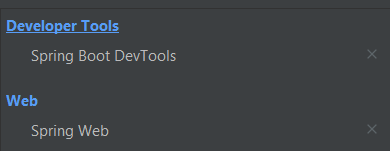 Developer Tools
Spring Boot DevTools
Web
Spring Web